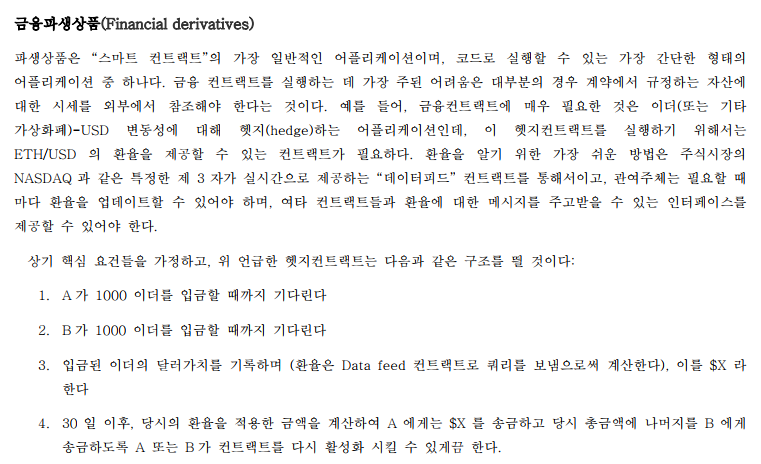 금융파생상품(Financial derivatives)
파생상품은 “스마트 컨트랙트”의 가장 일반적인 어플리케이션이며, 코드로 실행할 수 있는 가장 간단한 형태의
어플리케이션 중 하나다. 금융 컨트랙트를 실행하는 데 가장 주된 어려움은 대부분의 경우 계약에서 규정하는 자산에
대한 시세를 외부에서 참조해야 한다는 것이다. 예를 들어, 금융컨트랙트에 매우 필요한 것은 이더(또는 기타
가상화폐)-USD 변동성에 대해 헷지(hedge)하는 어플리케이션인데, 이 헷지컨트랙트를 실행하기 위해서는
ETH/USD 의 환율을 제공할 수 있는 컨트랙트가 필요하다. 환율을 알기 위한 가장 쉬운 방법은 주식시장의
NASDAQ 과 같은 특정한 제 3 자가 실시간으로 제공하는 “데이터피드” 컨트랙트를 통해서이고, 관여주체는 필요할 때
마다 환율을 업데이트할 수 있어야 하며, 여타 컨트랙트들과 환율에 대한 메시지를 주고받을 수 있는 인터페이스를
제공할 수 있어야 한다.
상기 핵심 요건들을 가정하고, 위 언급한 헷지컨트랙트는 다음과 같은 구조를 띌 것이다:
1. A 가 1000 이더를 입금할 때까지 기다린다
2. B 가 1000 이더를 입금할 때까지 기다린다
3. 입금된 이더의 달러가치를 기록하며 (환율은 Data feed 컨트랙트로 쿼리를 보냄으로써 계산한다), 이를 $X 라
한다
4. 30 일 이후, 당시의 환율을 적용한 금액을 계산하여 A 에게는 $X 를 송금하고 당시 총금액에 나머지를 B 에게
송금하도록 A 또는 B 가 컨트랙트를 다시 활성화 시킬 수 있게끔 한다.